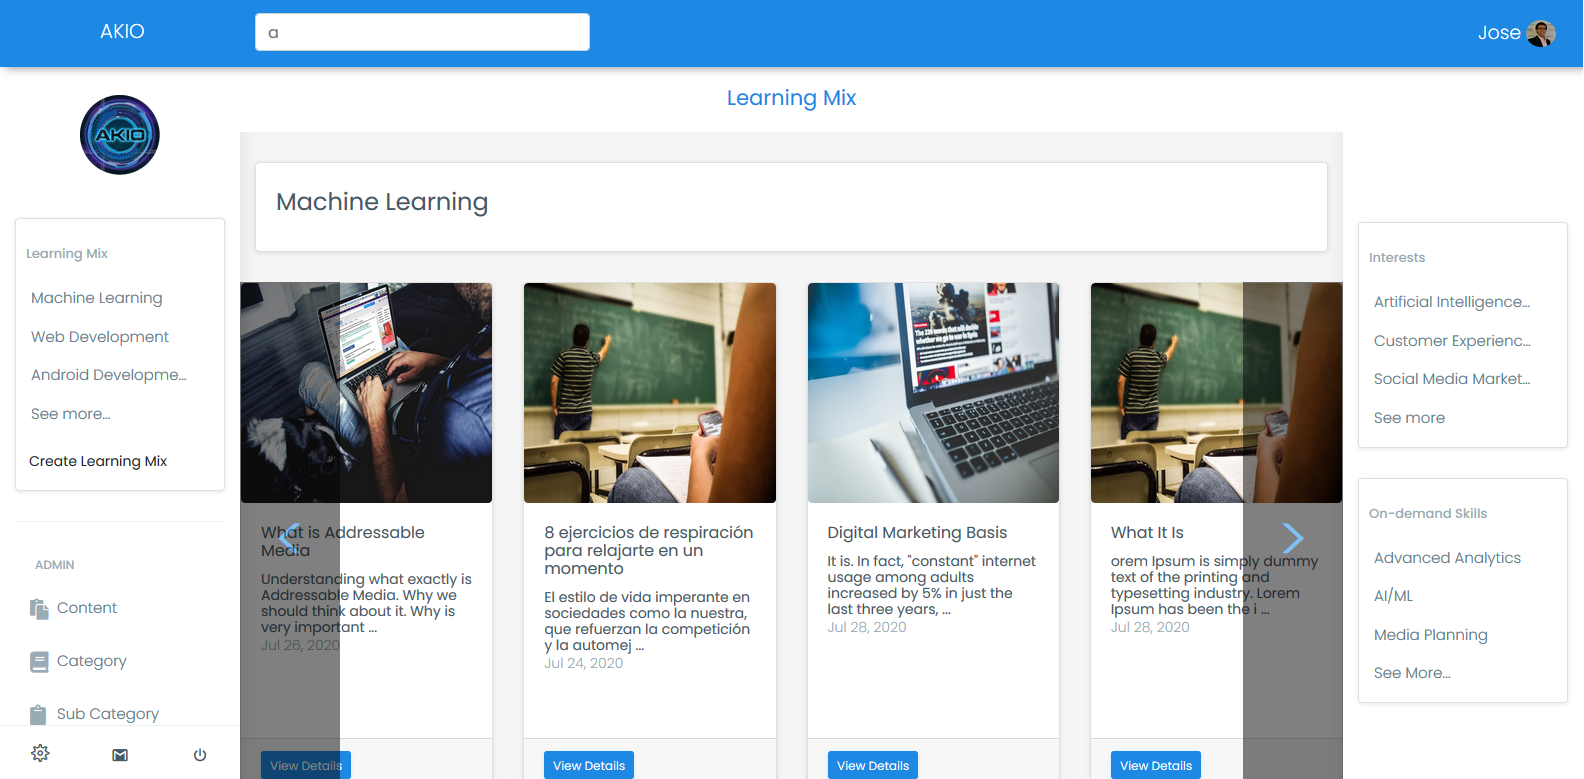 AKIO
a
Jose
AKIO
Learning Mix
Machine Learning
Web Development
Android Developme...
See more...
Create Learning Mix
ADMIN
Content
Category
Sub Category
Learning Mix
Machine Learning
What is Addressable
Media
Understanding what exactly is
Addressable Media. Why we
should think about it. Why is
very important ...
Jul 26, 2020
View Details
8 ejercicios de respiración
para relajarte en un
momento
El estilo de vida imperante en
sociedades como la nuestra,
que refuerzan la competición
y la automej ...
Jul 24, 2020
View Details
Digital Marketing Basis
It is. In fact, "constant" internet
usage among adults
increased by 5% in just the
last three years, ...
Jul 28, 2020
View Details
What It Is
orem Ipsum is simply dummy
text of the printing and
typesetting industry. Lorem
Ipsum has been the i ...
Jul 28, 2020
View Details
Interests
Artificial Intelligence...
Customer Experienc...
Social Media Market...
See more
On-demand Skills
Advanced Analytics
AI/ML
Media Planning
See More...